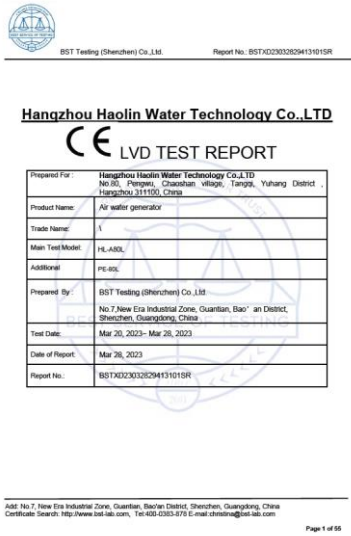 BST Testing (Shenzhen) Co.,Ltd. Report No.: BSTXD23032829413101SR
Hangzhou Haolin Water Technology Co.,LTD
CE LVD TEST REPORT
Prepared For : Hangzhou Haolin Water Technology Co.,LTD
No.80, Pengwu, Chaoshan village, Tangqi, Yuhang District ,
Hangzhou 311100, China
Product Name: Air water generator
Trade Name: \
Main Test Model: HL-A80L
Additional PE-80L
Prepared By : BST Testing (Shenzhen) Co.,Ltd.
No.7,New Era Industrial Zone, Guantian, Bao' an District,
Shenzhen, Guangdong, China
Test Date: Mar 20, 2023~ Mar 28, 2023
Date of Report: Mar 28, 2023
Report No.: BSTXD23032829413101SR
Add: No.7, New Era Industrial Zone, Guantian, Bao'an District, Shenzhen, Guangdong, China
Certificate Search: http://www.bst-lab.com, Tel:400-0383-878 E-mail:christina@bst-lab.com
Page 1 of 55